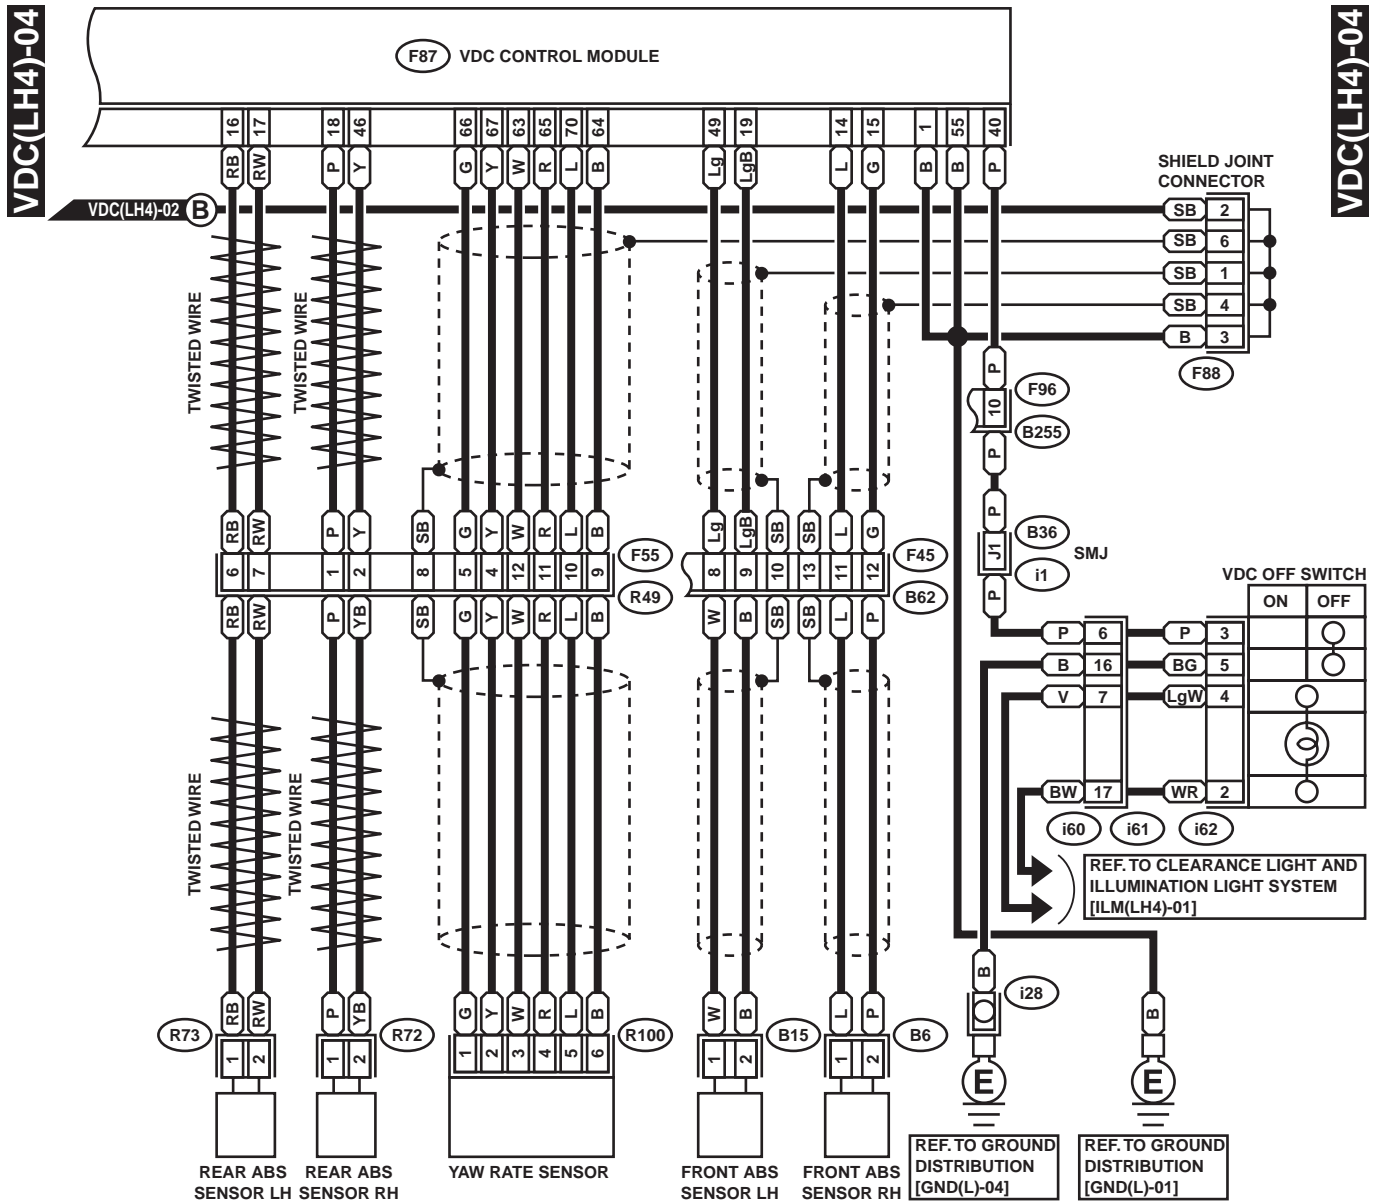 VDC(LH4)-04
VDC(LH4)-04
F87 VDC CONTROL MODULE
16 17 18 46 66 67 63 65 70 64 49 19 14 15 1 55 40
RB RW P Y G Y W R L B Lg LgB L G B B P
SHIELD JOINT
CONNECTOR
VDC(LH4)-02 B
SB 2
SB 6
SB 1
SB 4
B 3
F88
TWISTED WIRE
TWISTED WIRE
P
10
F96
B255
P
P
J1
B36
SMJ
i1
P
RB RW P Y SB G Y W R L B Lg LgB SB SB L G
6 7 1 2 8 5 4 12 11 10 9 8 9 10 13 11 12
F55
R49
F45
B62
RB RW P YB SB G Y W R L B W B SB SB L P
VDC OFF SWITCH
ON OFF
P 6 P 3
B 16 BG 5
V 7 LgW 4
BW 17 WR 2
i60 i61 i62
REF. TO CLEARANCE LIGHT AND
ILLUMINATION LIGHT SYSTEM
[ILM(LH4)-01]
TWISTED WIRE
TWISTED WIRE
B
i28
B
RB RW P YB G Y W R L B W B L P
R73 R72 R100 B15 B6
1 2 1 2 1 2 3 4 5 6 1 2 1 2
E
E
REAR ABS
SENSOR LH
REAR ABS
SENSOR RH
YAW RATE SENSOR
FRONT ABS
SENSOR LH
FRONT ABS
SENSOR RH
REF. TO GROUND
DISTRIBUTION
[GND(L)-04]
REF. TO GROUND
DISTRIBUTION
[GND(L)-01]